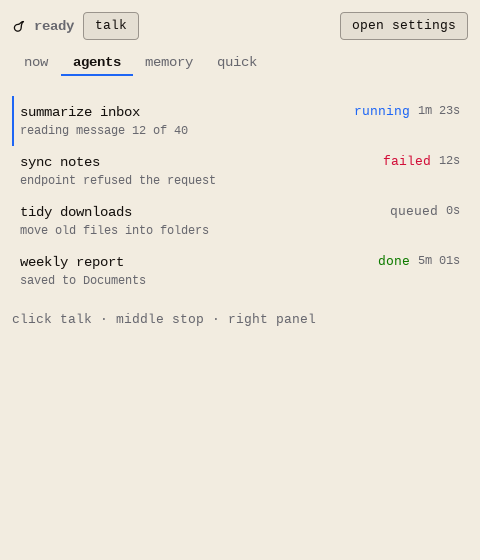 ready talk open settings
now agents memory quick
summarize inbox running 1m 23s
reading message 12 of 40
sync notes failed 12s
endpoint refused the request
tidy downloads queued 0s
move old files into folders
weekly report done 5m 01s
saved to Documents
click talk · middle stop · right panel